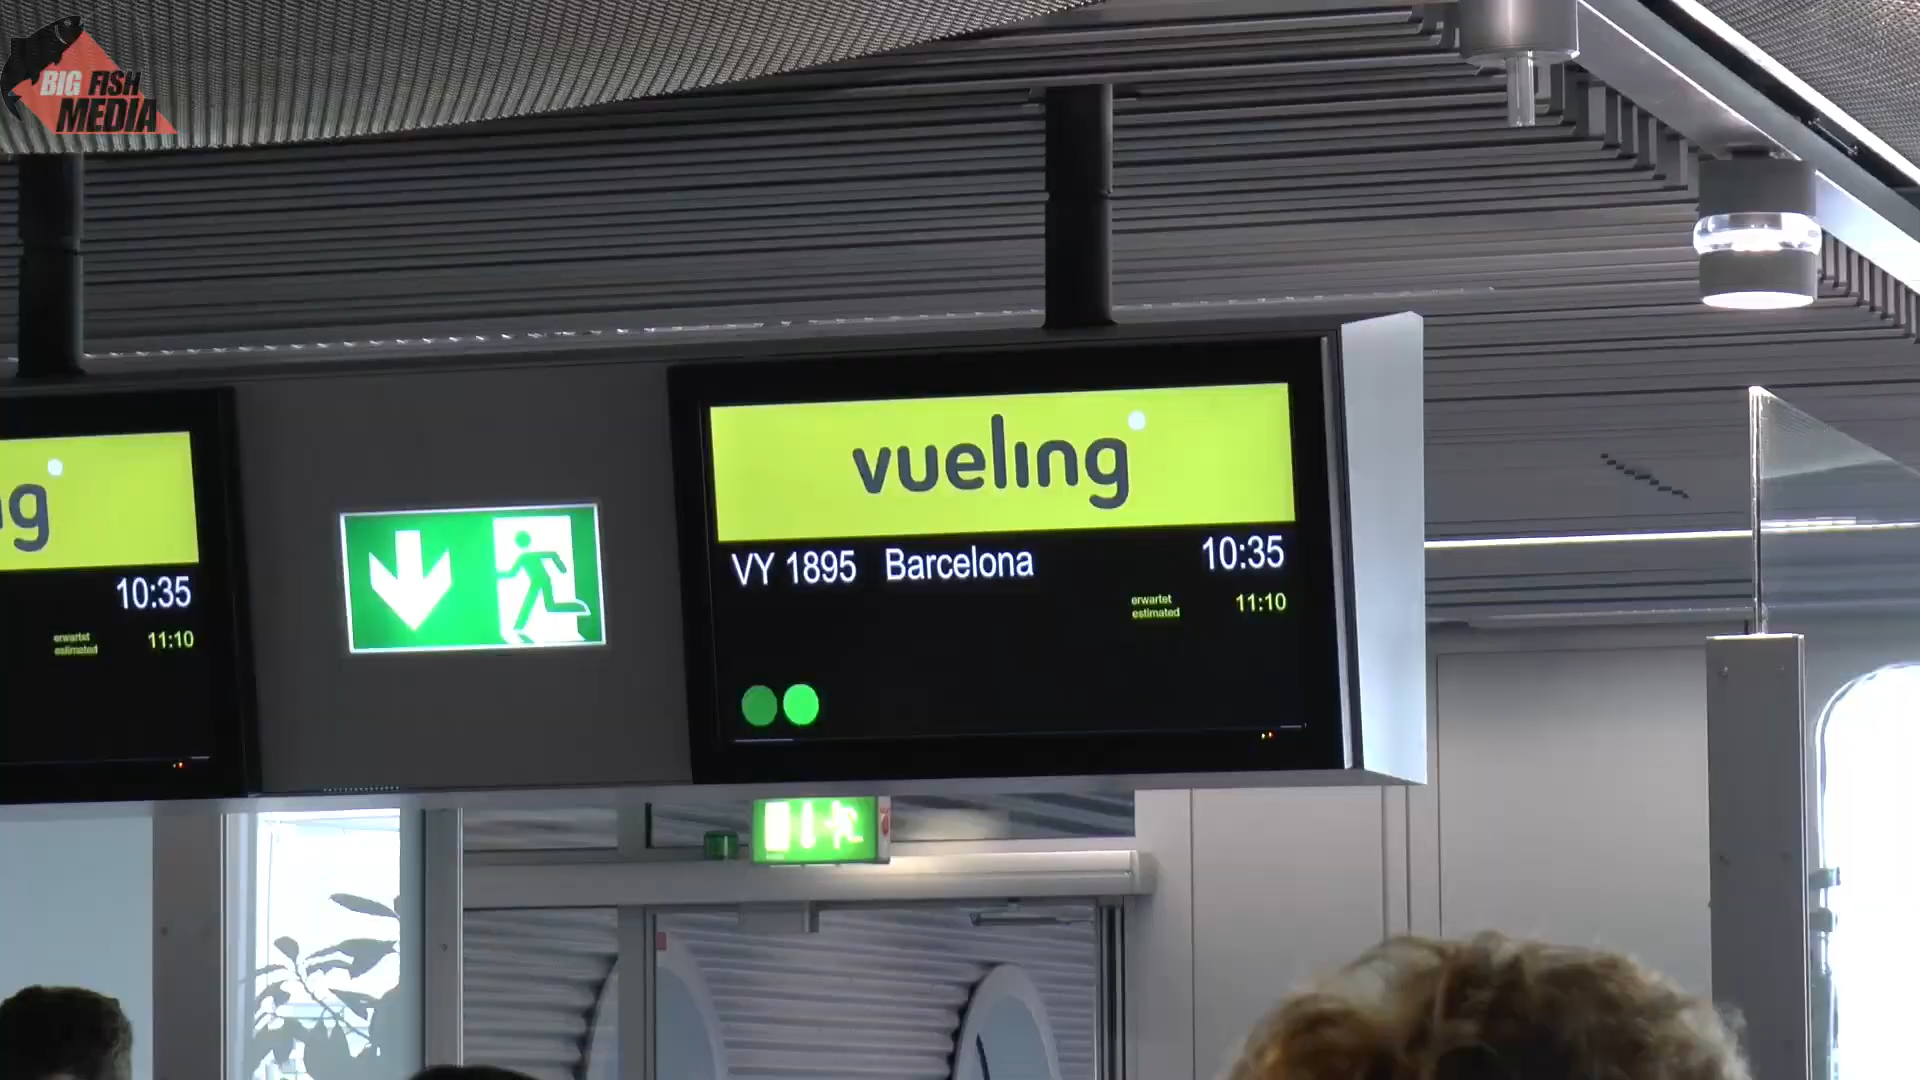 BIG FISH
MEDIA
vueling
VY 1895 Barcelona 10:35
erwartet
estimated 11:10
g
10:35
erwartet
estimated 11:10